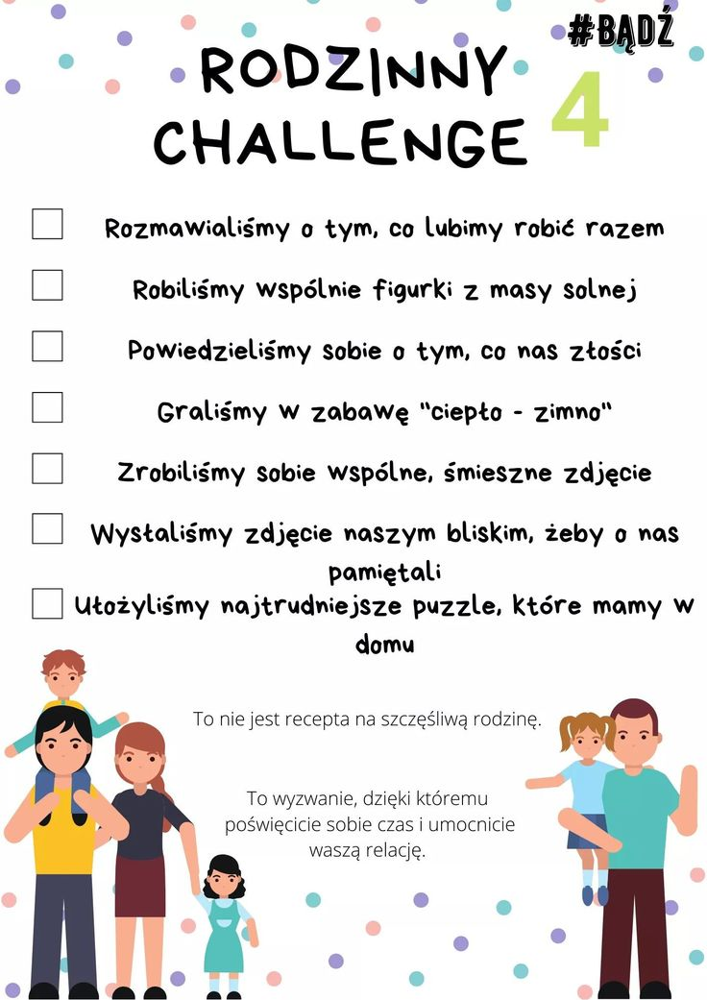 #BĄDŹ
RODZINNY
CHALLENGE 4
Rozmawialiśmy o tym, co lubimy robić razem
Robiliśmy wspólnie figurki z masy solnej
Powiedzieliśmy sobie o tym, co nas złości
Graliśmy w zabawę "ciepło - zimno"
Zrobiliśmy sobie wspólne, śmieszne zdjęcie
Wysłaliśmy zdjęcie naszym bliskim, żeby o nas
pamiętali
Ułożyliśmy najtrudniejsze puzzle, które mamy w
domu
To nie jest recepta na szczęśliwą rodzinę.
To wyzwanie, dzięki któremu
poświęcicie sobie czas i umocnicie
waszą relację.